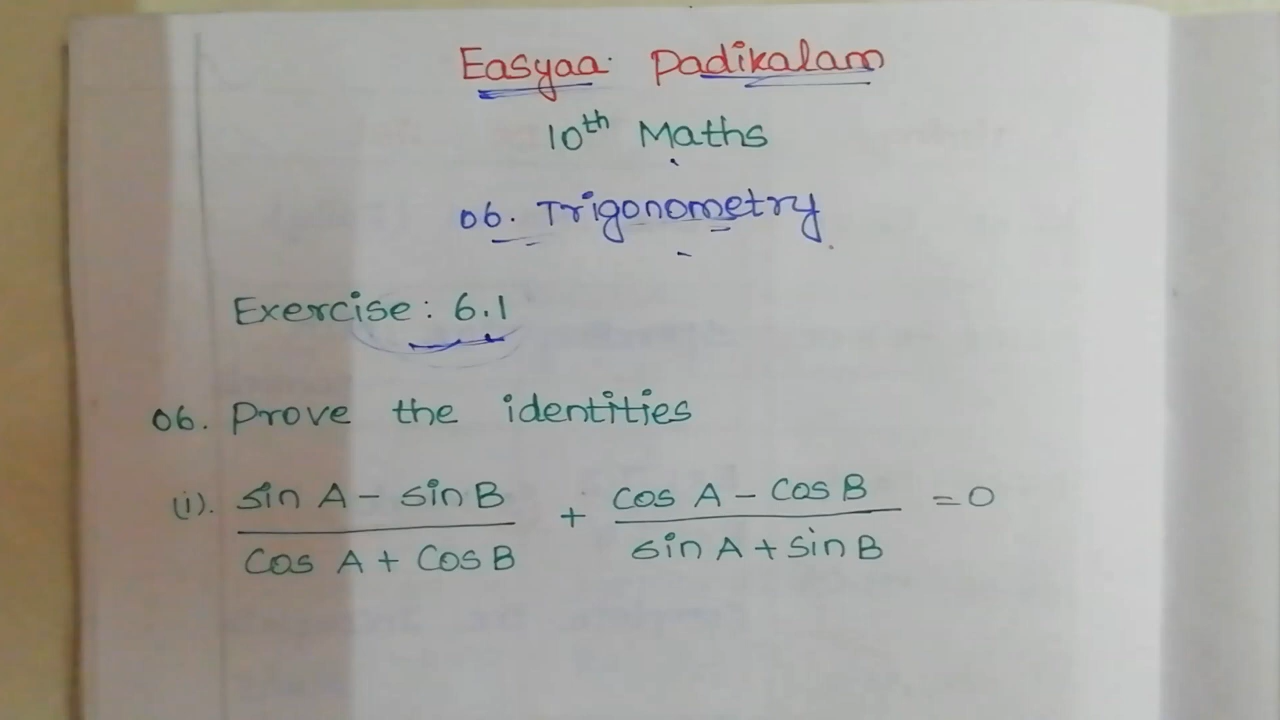 Easyaa Padikalam
10th Maths
06. Trigonometry
Exercise: 6.1
06. Prove the identities
(i). sin A - sin B / cos A + cos B + cos A - cos B / sin A + sin B = 0